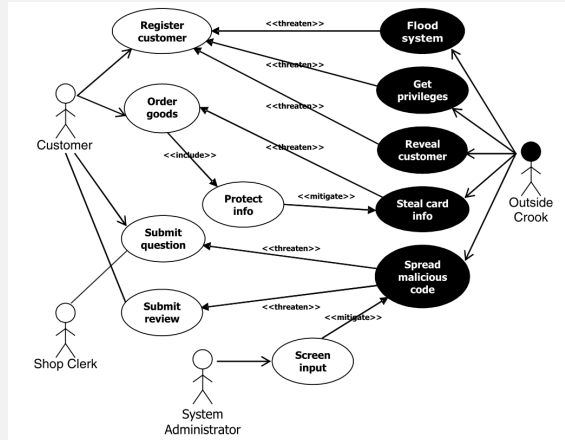 Register
customer
<<threaten>>
Flood
system
<<threaten>>
Get
privileges
Order
goods
<<threaten>>
Customer
<<threaten>>
Reveal
customer
<<include>>
Protect
info
<<mitigate>>
Steal card
info
Outside
Crook
Submit
question
<<threaten>>
Spread
malicious
code
Submit
review
<<threaten>>
<<mitigate>>
Shop Clerk
Screen
input
System
Administrator